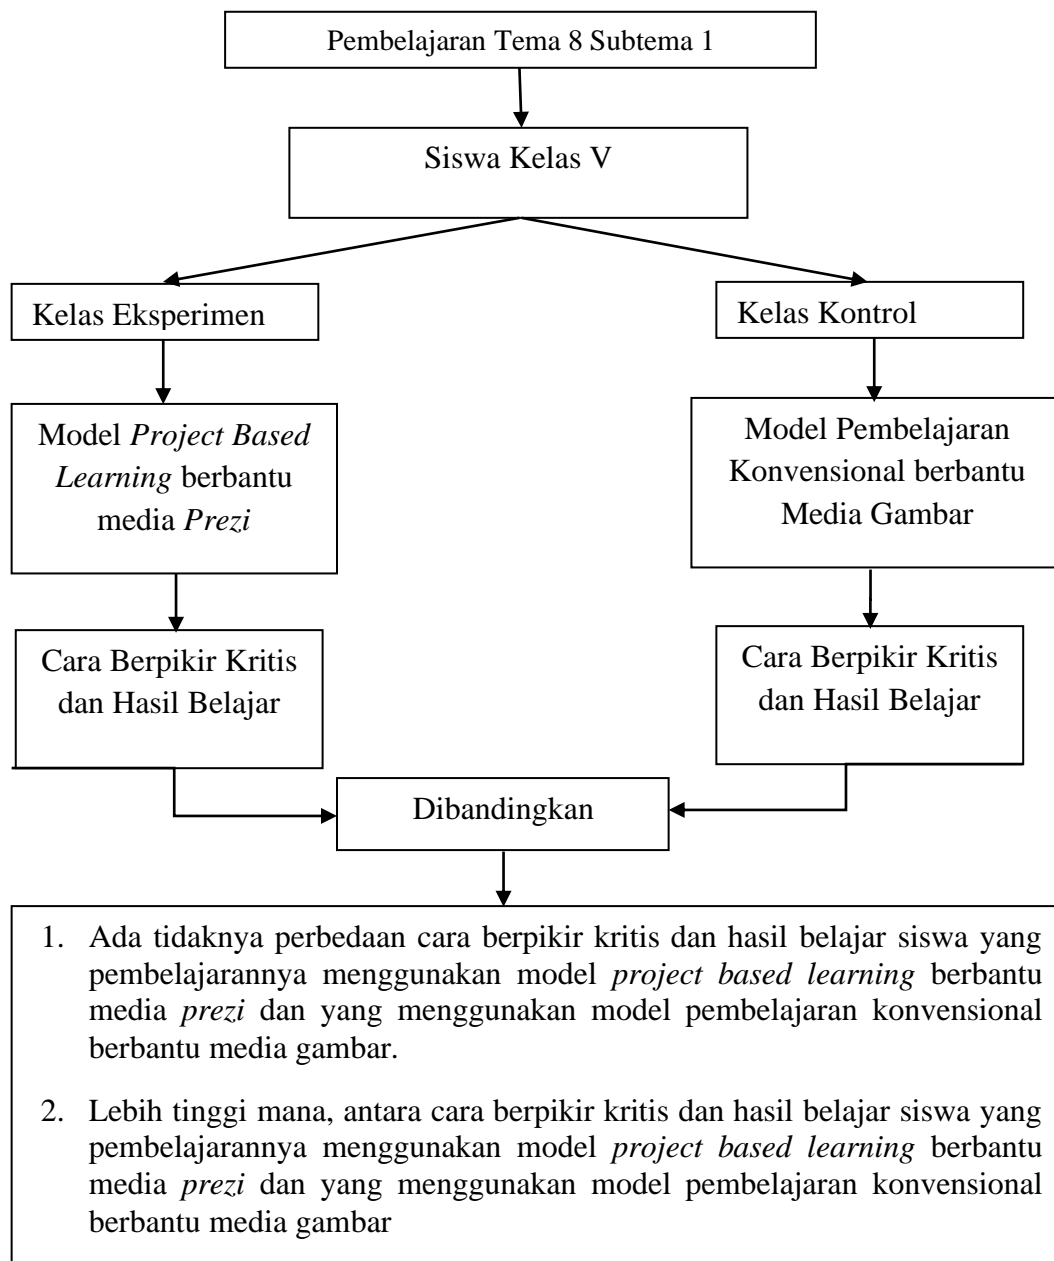 Pembelajaran Tema 8 Subtema 1
Siswa Kelas V
Kelas Eksperimen
Kelas Kontrol
Model Project Based
Learning berbantu
media Prezi
Model Pembelajaran
Konvensional berbantu
Media Gambar
Cara Berpikir Kritis
dan Hasil Belajar
Cara Berpikir Kritis
dan Hasil Belajar
Dibandingkan
1. Ada tidaknya perbedaan cara berpikir kritis dan hasil belajar siswa yang
pembelajarannya menggunakan model project based learning berbantu
media prezi dan yang menggunakan model pembelajaran konvensional
berbantu media gambar.
2. Lebih tinggi mana, antara cara berpikir kritis dan hasil belajar siswa yang
pembelajarannya menggunakan model project based learning berbantu
media prezi dan yang menggunakan model pembelajaran konvensional
berbantu media gambar